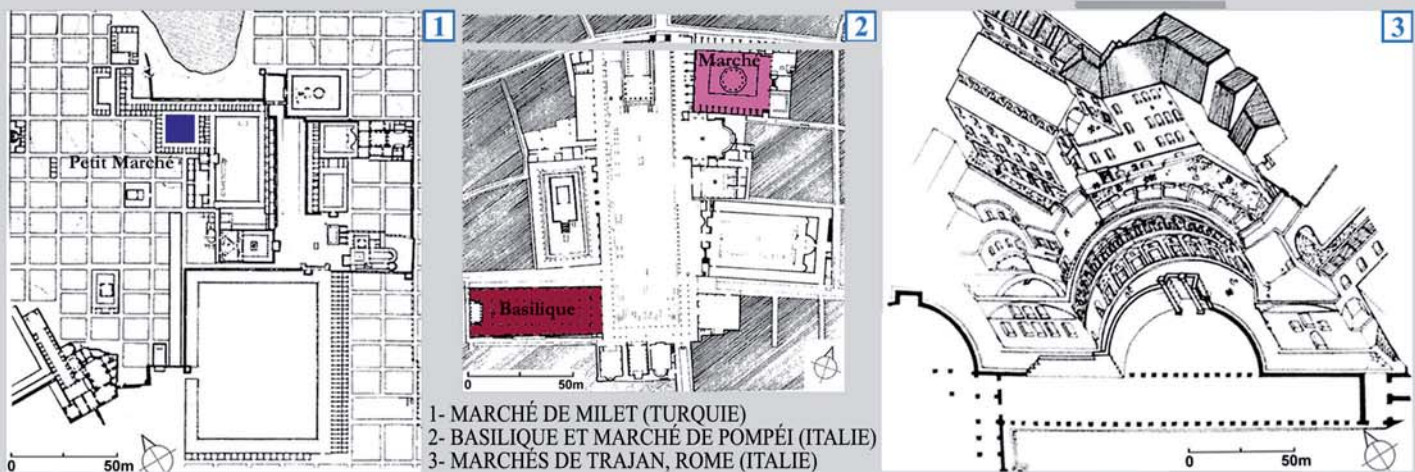 1
Petit Marché
0 50m
2
Marché
Basilique
0 50m
1- MARCHÉ DE MILET (TURQUIE)
2- BASILIQUE ET MARCHÉ DE POMPÉI (ITALIE)
3- MARCHÉS DE TRAJAN, ROME (ITALIE)
3
0 50m